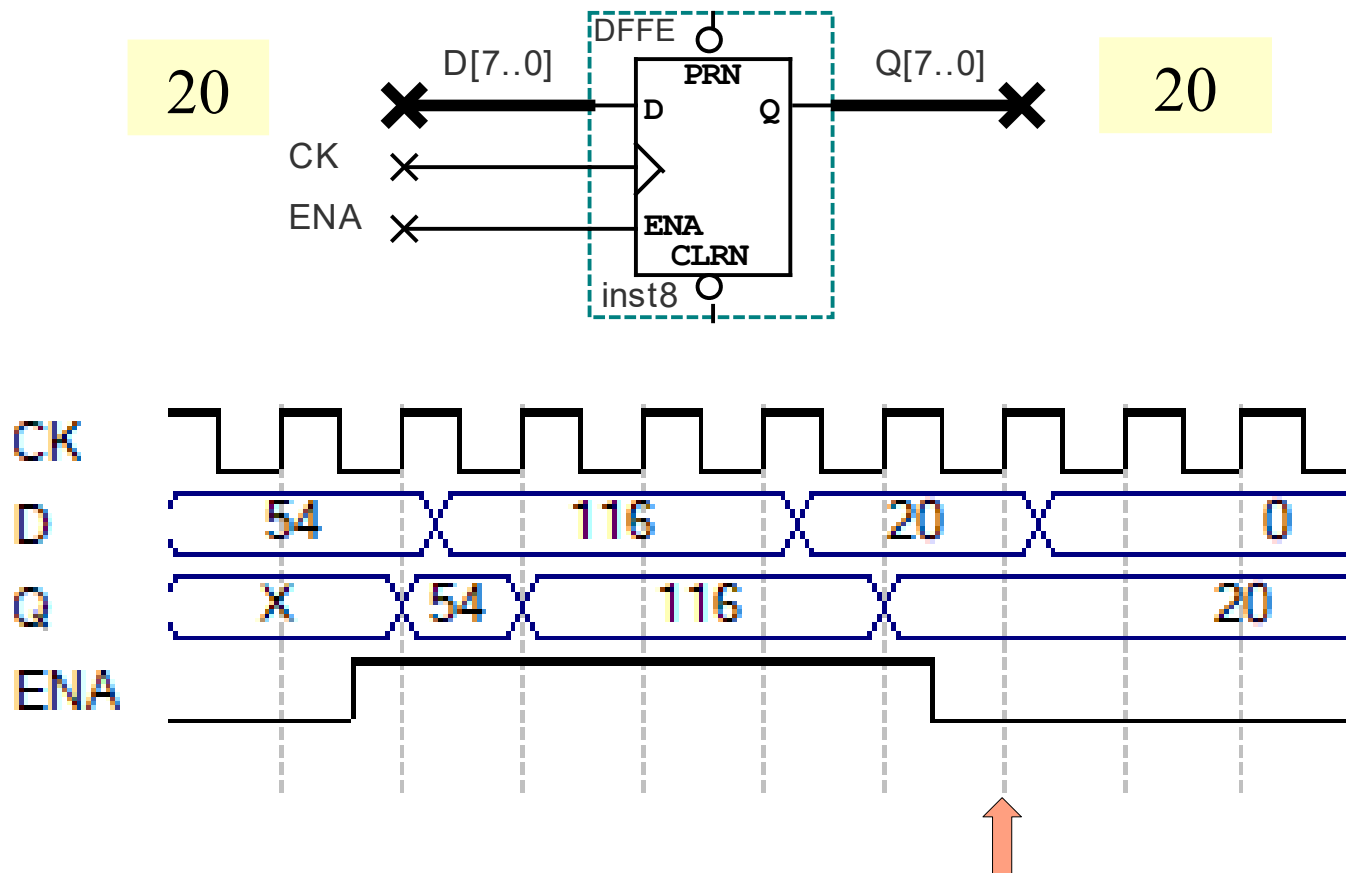 DFFE
20
D[7..0]
PRN
Q[7..0]
20
D
Q
CK
ENA
ENA
CLRN
inst8
CK
D
54
116
20
0
Q
X
54
116
20
ENA